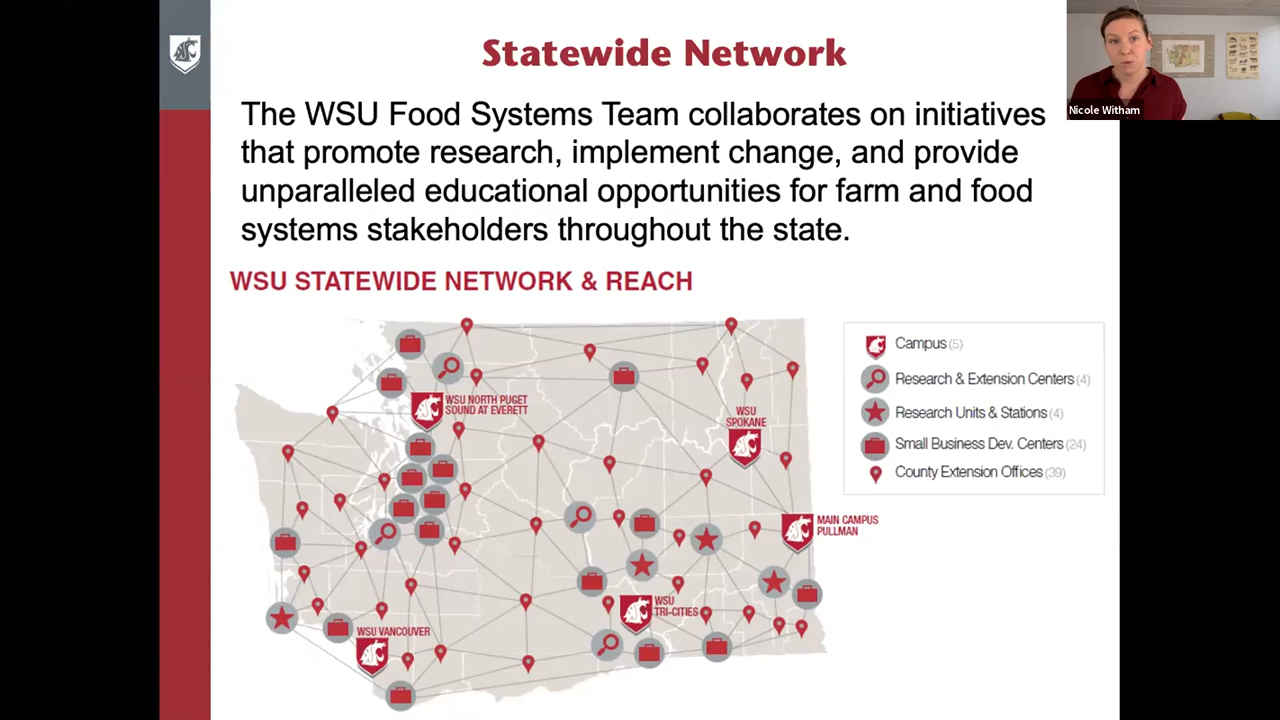 Statewide Network
Nicole Witham
The WSU Food Systems Team collaborates on initiatives
that promote research, implement change, and provide
unparalleled educational opportunities for farm and food
systems stakeholders throughout the state.
WSU STATEWIDE NETWORK & REACH
WSU NORTH PUGET
SOUND AT EVERETT
WSU
SPOKANE
MAIN CAMPUS
PULLMAN
WSU
TRI-CITIES
WSU VANCOUVER
Campus (5)
Research & Extension Centers (4)
Research Units & Stations (4)
Small Business Dev. Centers (24)
County Extension Offices (39)